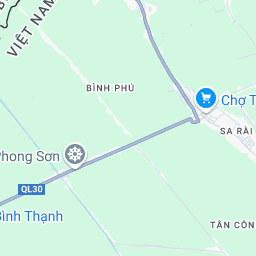 VIỆT NAM
BÌNH PHÚ
Chợ T
SA RÀI
Phong Sơn
QL30
Bình Thạnh
TÂN CÔN